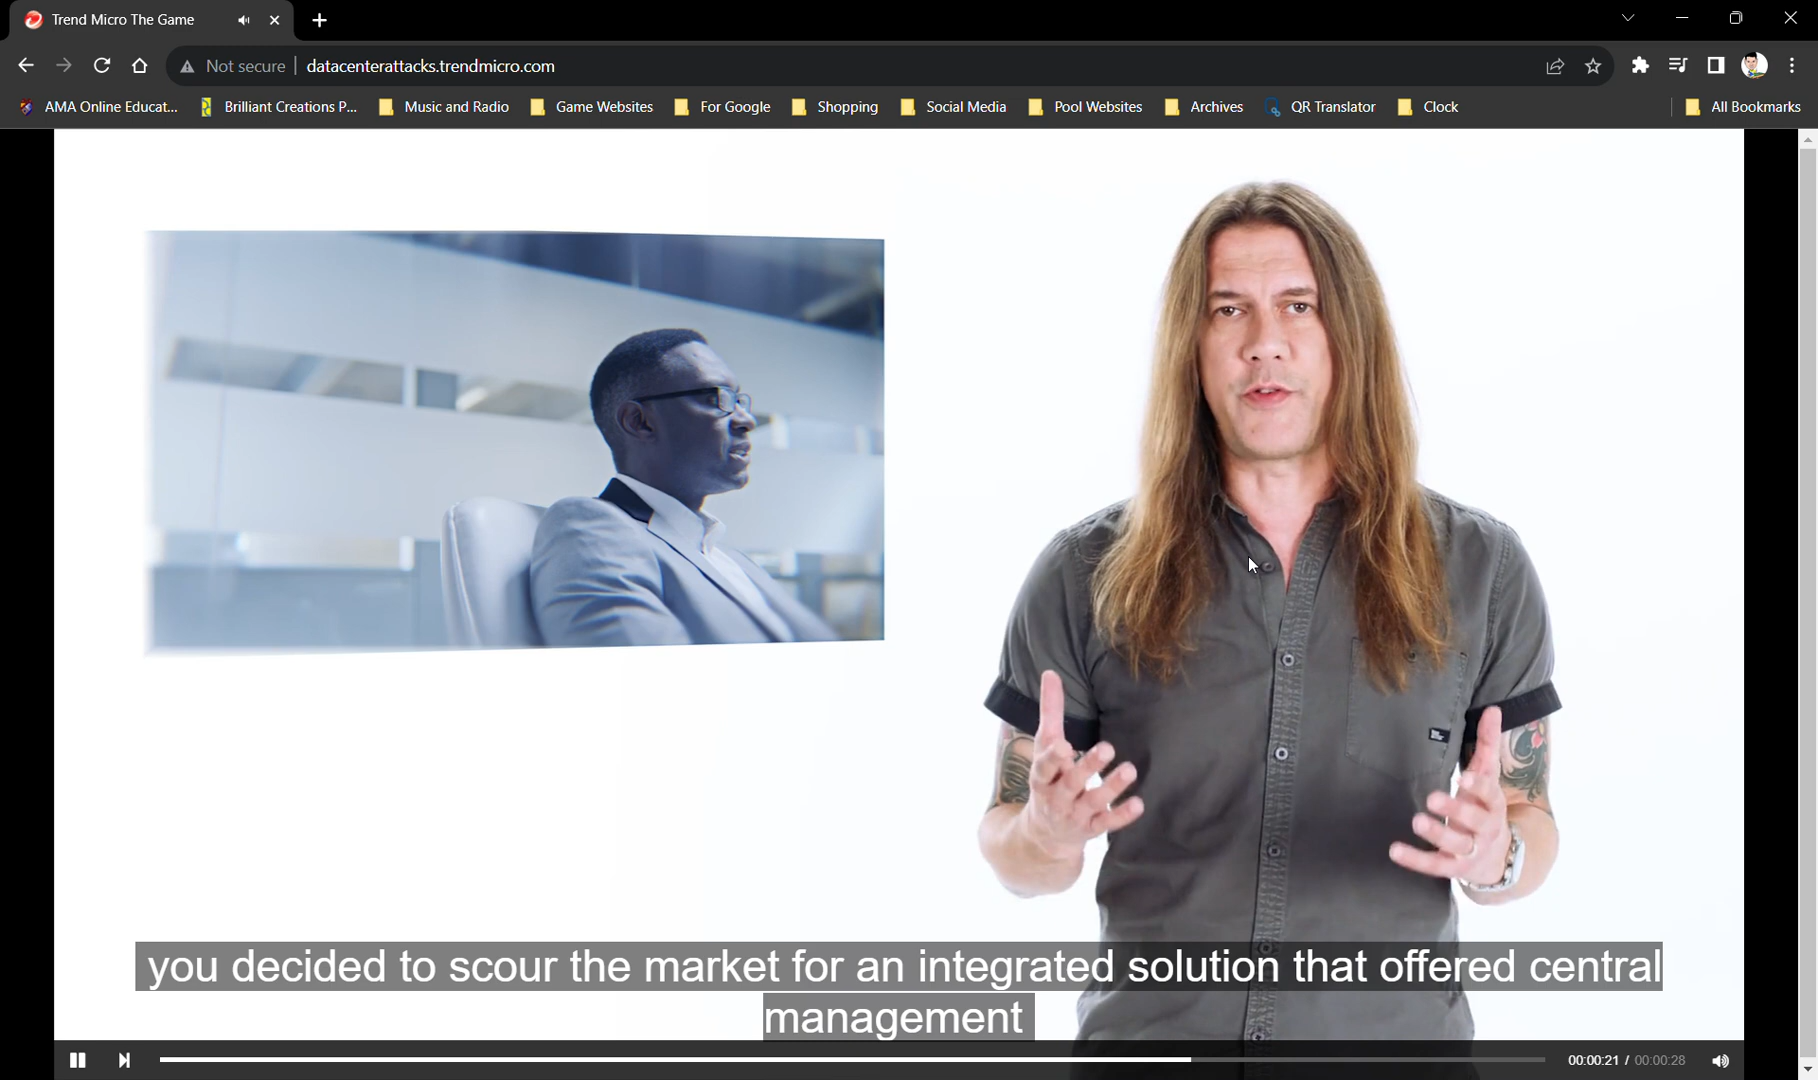 Trend Micro The Game
Not secure
datacenterattacks.trendmicro.com
AMA Online Educat...
Brilliant Creations P...
Music and Radio
Game Websites
For Google
Shopping
Social Media
Pool Websites
Archives
QR Translator
Clock
All Bookmarks
you decided to scour the market for an integrated solution that offered central
management
00:00:21 / 00:00:28